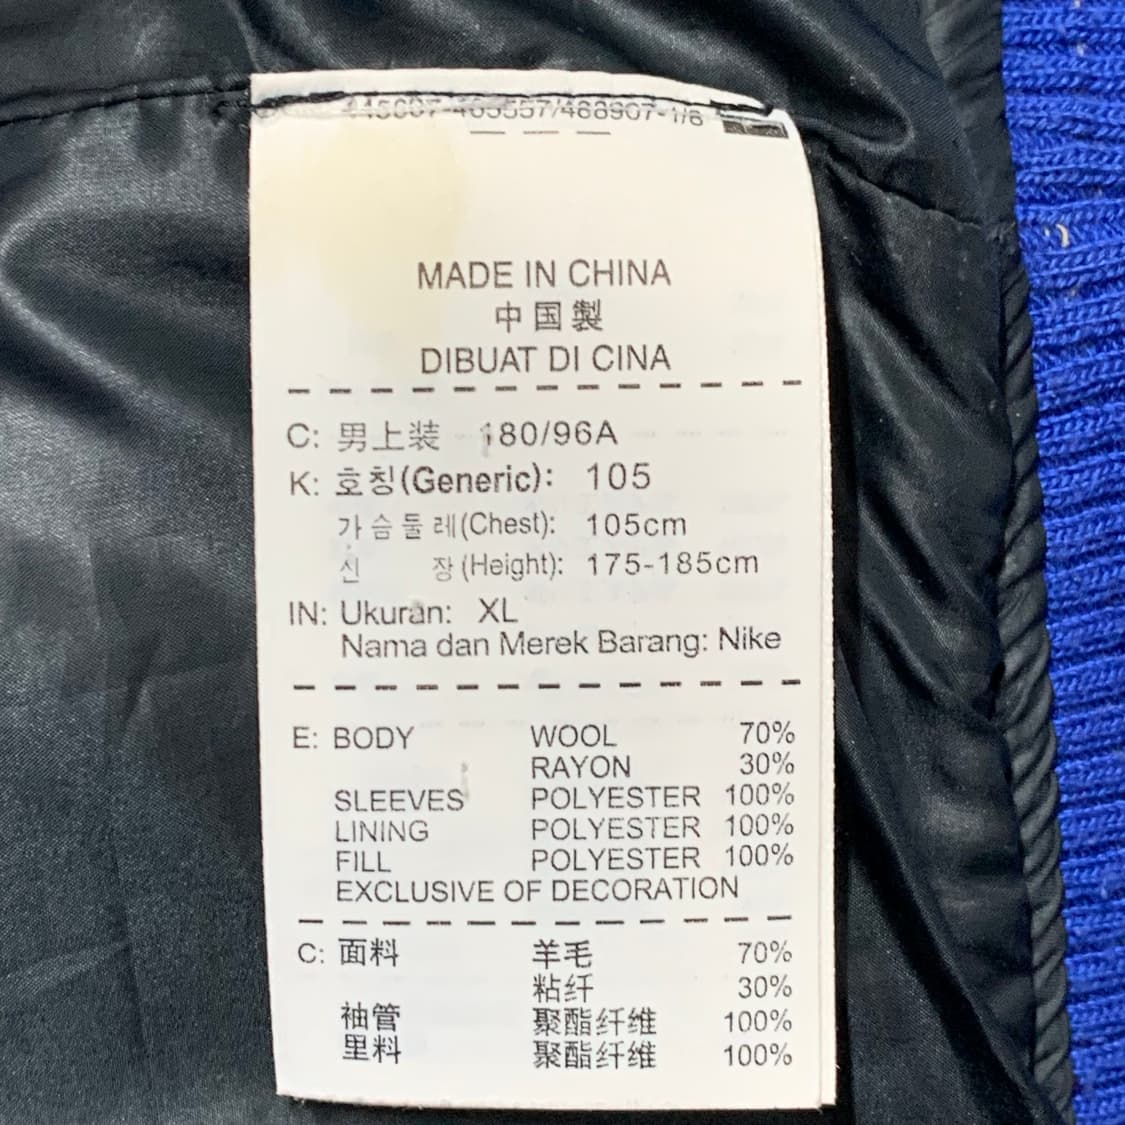 MADE IN CHINA
中国製
DIBUAT DI CINA
C: 男上装 180/96A
K: 호칭(Generic): 105
가슴둘레(Chest): 105cm
신 장(Height): 175-185cm
IN: Ukuran: XL
Nama dan Merek Barang: Nike
E: BODY WOOL 70%
RAYON 30%
SLEEVES POLYESTER 100%
LINING POLYESTER 100%
FILL POLYESTER 100%
EXCLUSIVE OF DECORATION
C: 面料 羊毛 70%
粘纤 30%
袖管 聚酯纤维 100%
里料 聚酯纤维 100%